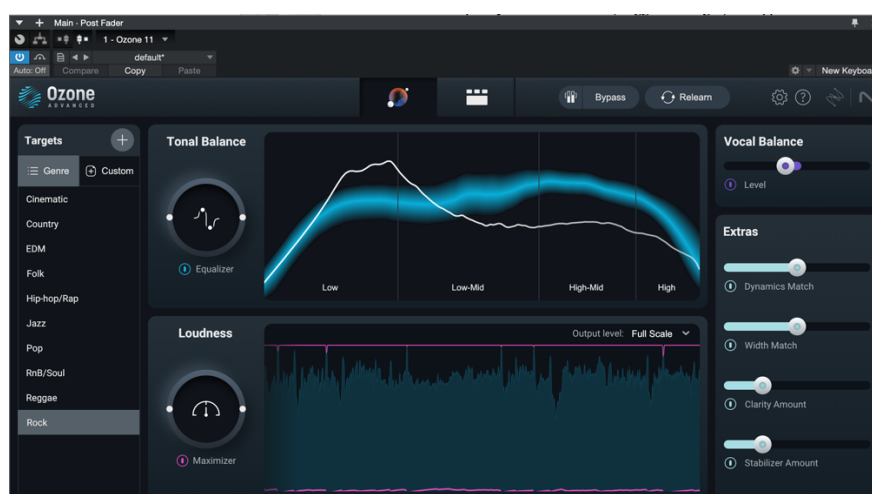 Main - Post Fader
1 - Ozone 11
default*
Auto: Off Compare Copy Paste
New Keyboa
Ozone
ADVANCED
Bypass
Relearn
Targets
Genre Custom
Cinematic
Country
EDM
Folk
Hip-hop/Rap
Jazz
Pop
RnB/Soul
Reggae
Rock
Tonal Balance
Equalizer
Low Low-Mid High-Mid High
Loudness
Output level: Full Scale
Maximizer
Vocal Balance
Level
Extras
Dynamics Match
Width Match
Clarity Amount
Stabilizer Amount